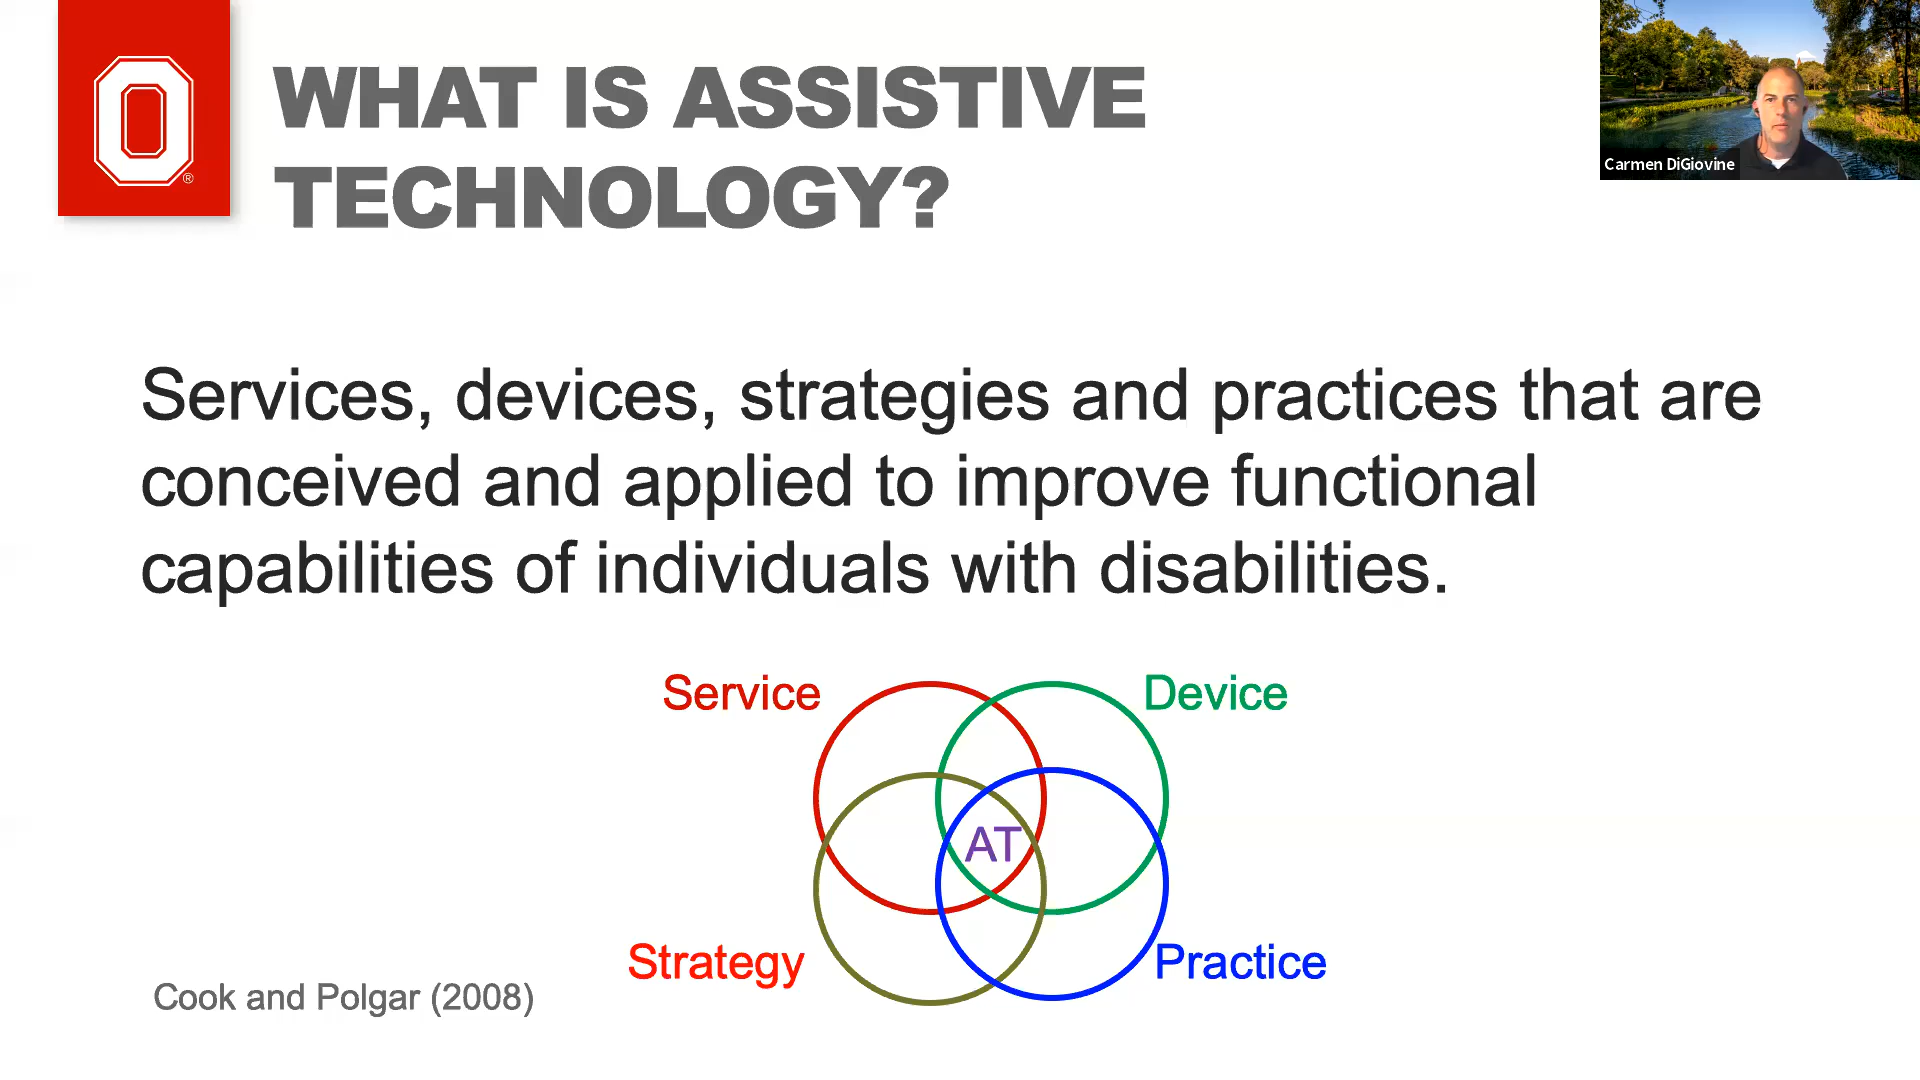 WHAT IS ASSISTIVE
TECHNOLOGY?
Carmen DiGiovine
Services, devices, strategies and practices that are
conceived and applied to improve functional
capabilities of individuals with disabilities.
Service
Device
AT
Strategy
Practice
Cook and Polgar (2008)
O
®